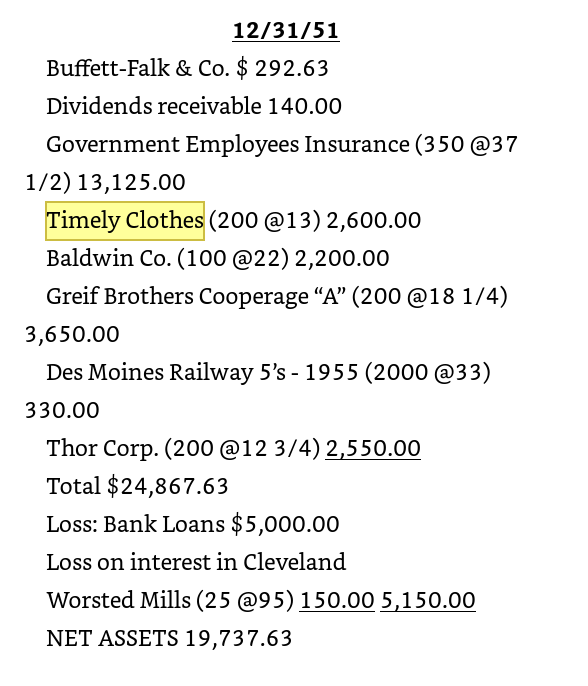 12/31/51
Buffett-Falk & Co. $ 292.63
Dividends receivable 140.00
Government Employees Insurance (350 @37
1/2) 13,125.00
Timely Clothes (200 @13) 2,600.00
Baldwin Co. (100 @22) 2,200.00
Greif Brothers Cooperage “A” (200 @18 1/4)
3,650.00
Des Moines Railway 5’s - 1955 (2000 @33)
330.00
Thor Corp. (200 @12 3/4) 2,550.00
Total $24,867.63
Loss: Bank Loans $5,000.00
Loss on interest in Cleveland
Worsted Mills (25 @95) 150.00 5,150.00
NET ASSETS 19,737.63